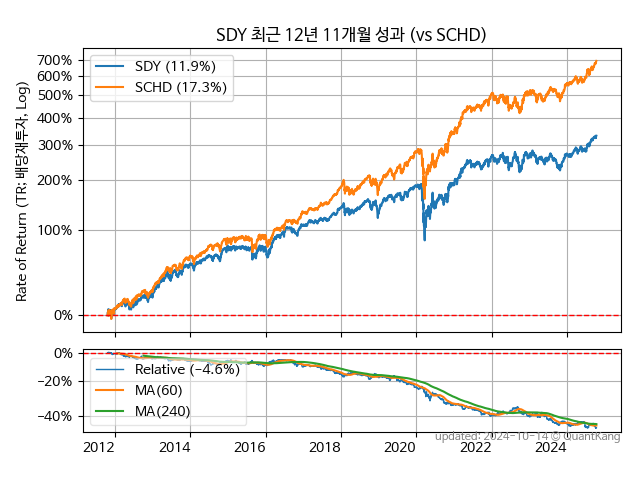 SDY 최근 12년 11개월 성과 (vs SCHD)
Rate of Return (TR: 배당재투자, Log)
700%
600%
500%
400%
300%
200%
100%
0%
SDY (11.9%)
SCHD (17.3%)
0%
−20%
−40%
Relative (−4.6%)
MA(60)
MA(240)
updated: 2024-10-14 © QuantKang
2012 2014 2016 2018 2020 2022 2024